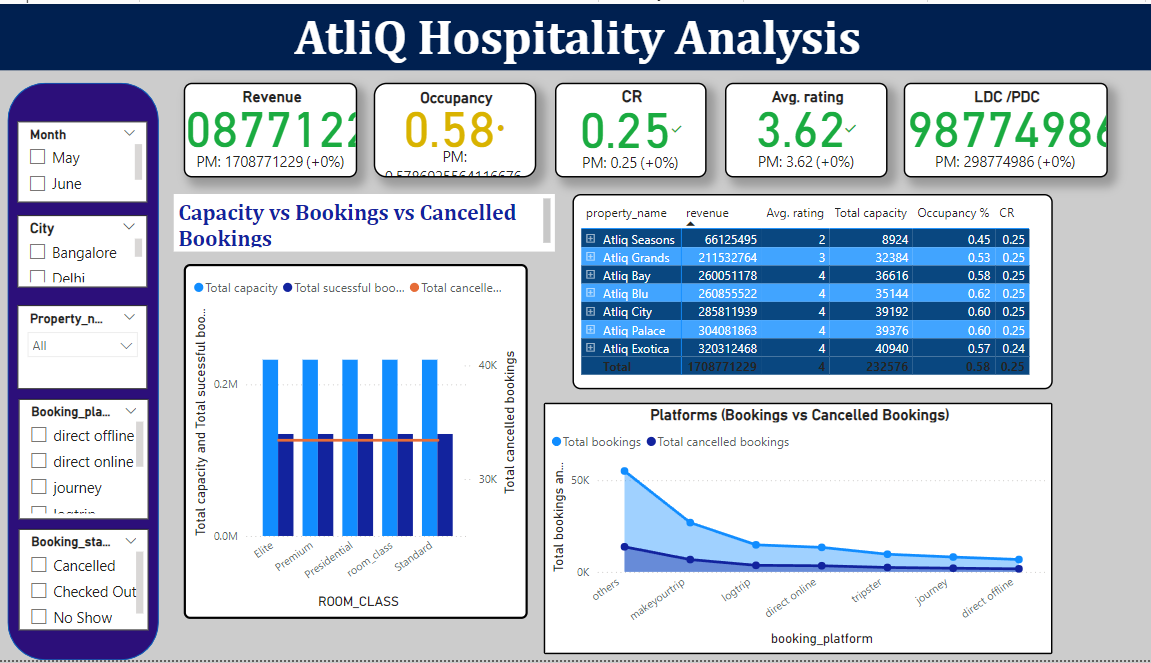 AtliQ Hospitality Analysis
Month
May
June
City
Bangalore
Delhi
Property_n...
All
Booking_pla...
direct offline
direct online
journey
logtrip
Booking_sta...
Cancelled
Checked Out
No Show
Revenue
0877122
PM: 1708771229 (+0%)
Occupancy
0.58
PM:
CR
0.25
PM: 0.25 (+0%)
Avg. rating
3.62
PM: 3.62 (+0%)
LDC /PDC
98774986
PM: 298774986 (+0%)
Capacity vs Bookings vs Cancelled
Bookings
Total capacity Total sucessful boo... Total cancelle...
Total capacity and Total sucessful boo...
0.2M
0.0M
40K
30K
Total cancelled bookings
Elite
Premium
Presidential
room_class
Standard
ROOM_CLASS
property_name revenue Avg. rating Total capacity Occupancy % CR
Atliq Seasons 66125495 2 8924 0.45 0.25
Atliq Grands 211532764 3 32384 0.53 0.25
Atliq Bay 260051178 4 36616 0.58 0.25
Atliq Blu 260855522 4 35144 0.62 0.25
Atliq City 285811939 4 39192 0.60 0.25
Atliq Palace 304081863 4 39376 0.60 0.25
Atliq Exotica 320312468 4 40940 0.57 0.24
Total 1708771229 4 232576 0.58 0.25
Platforms (Bookings vs Cancelled Bookings)
Total bookings Total cancelled bookings
Total bookings an...
50K
0K
others
makeyourtrip
logtrip
direct online
tripster
journey
direct offline
booking_platform